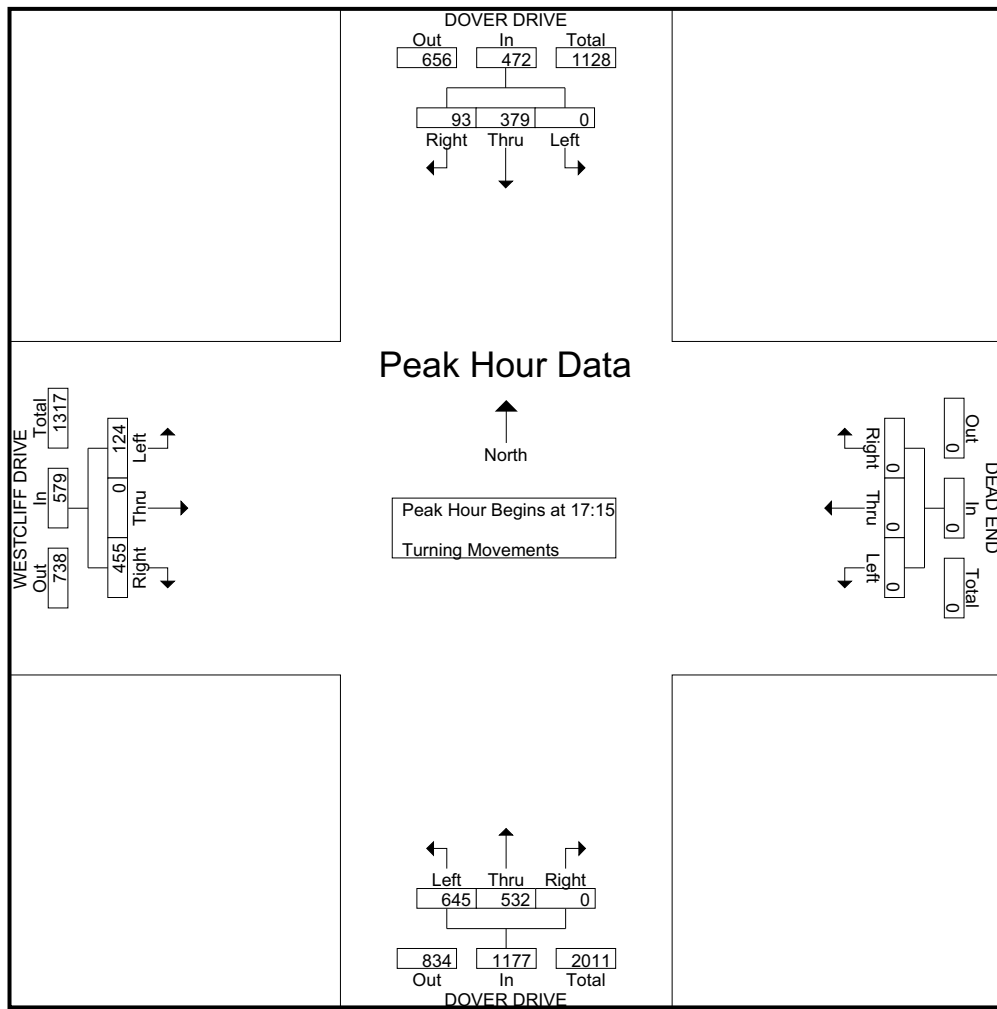 DOVER DRIVE
Out In Total
656 472 1128
93 379 0
Right Thru Left
Peak Hour Data
North
Peak Hour Begins at 17:15
Turning Movements
WESTCLIFF DRIVE
Out In Total
738 579 1317
455 0 124
Right Thru Left
Right Thru Left
0 0 0
Out In Total
0 0 0
DEAD END
Left Thru Right
645 532 0
834 1177 2011
Out In Total
DOVER DRIVE